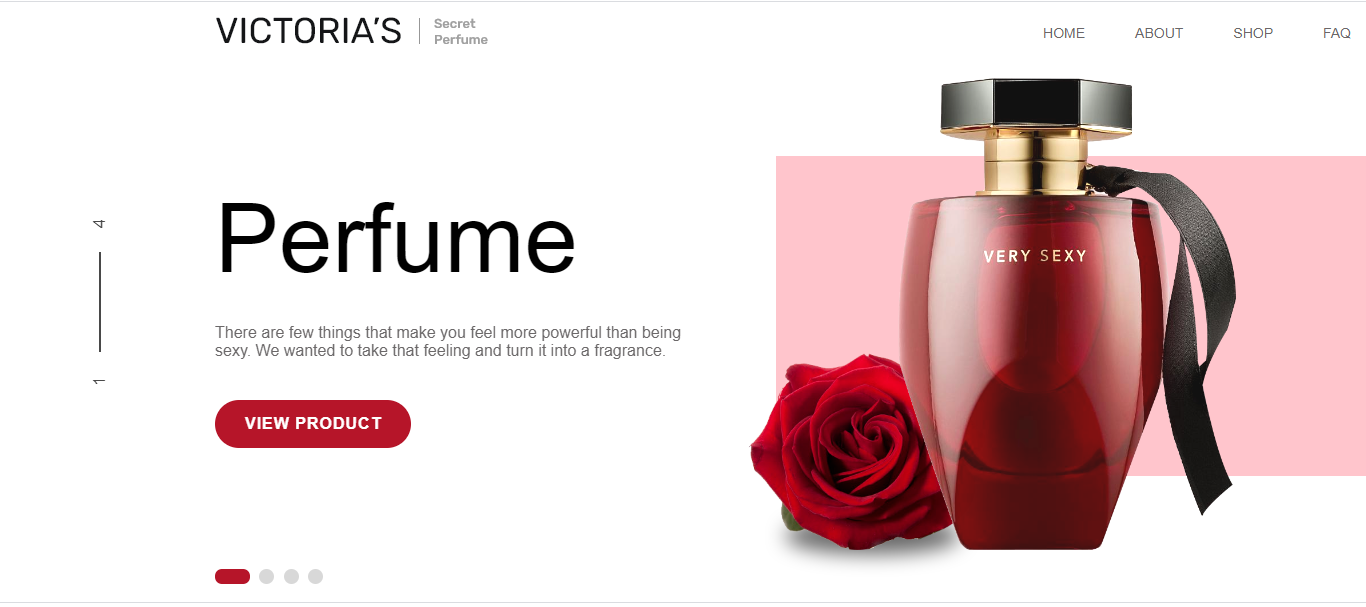 VICTORIA'S
Secret
Perfume
HOME ABOUT SHOP FAQ
VERY SEXY
4
1
Perfume
There are few things that make you feel more powerful than being
sexy. We wanted to take that feeling and turn it into a fragrance.
VIEW PRODUCT